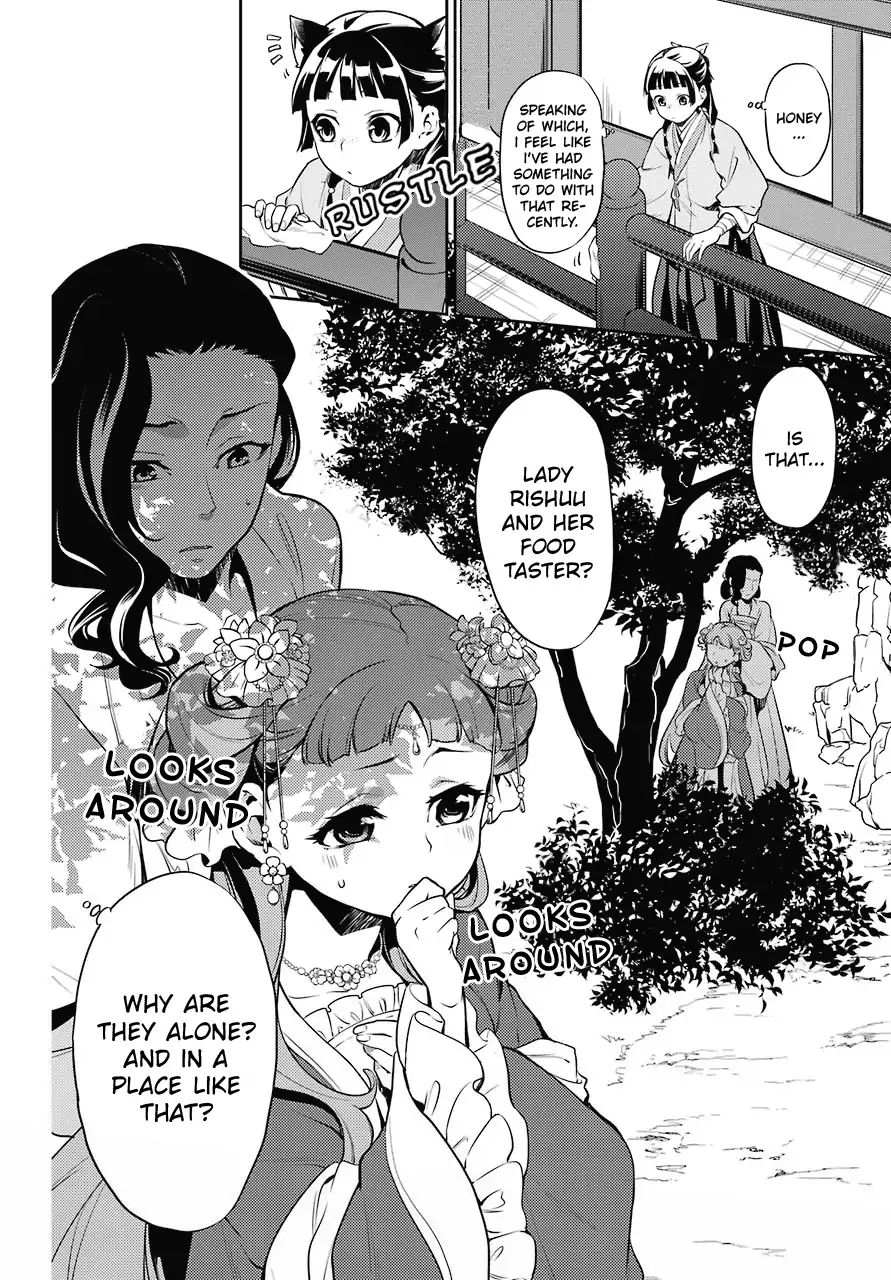 HONEY
...
SPEAKING
OF WHICH,
I FEEL LIKE
I'VE HAD
SOMETHING
TO DO WITH
THAT RE-
CENTLY.
RUSTLE
IS
THAT...
LADY
RISHUU
AND HER
FOOD
TASTER?
POP
LOOKS
AROUND
LOOKS
AROUND
WHY ARE
THEY ALONE?
AND IN A
PLACE LIKE
THAT?